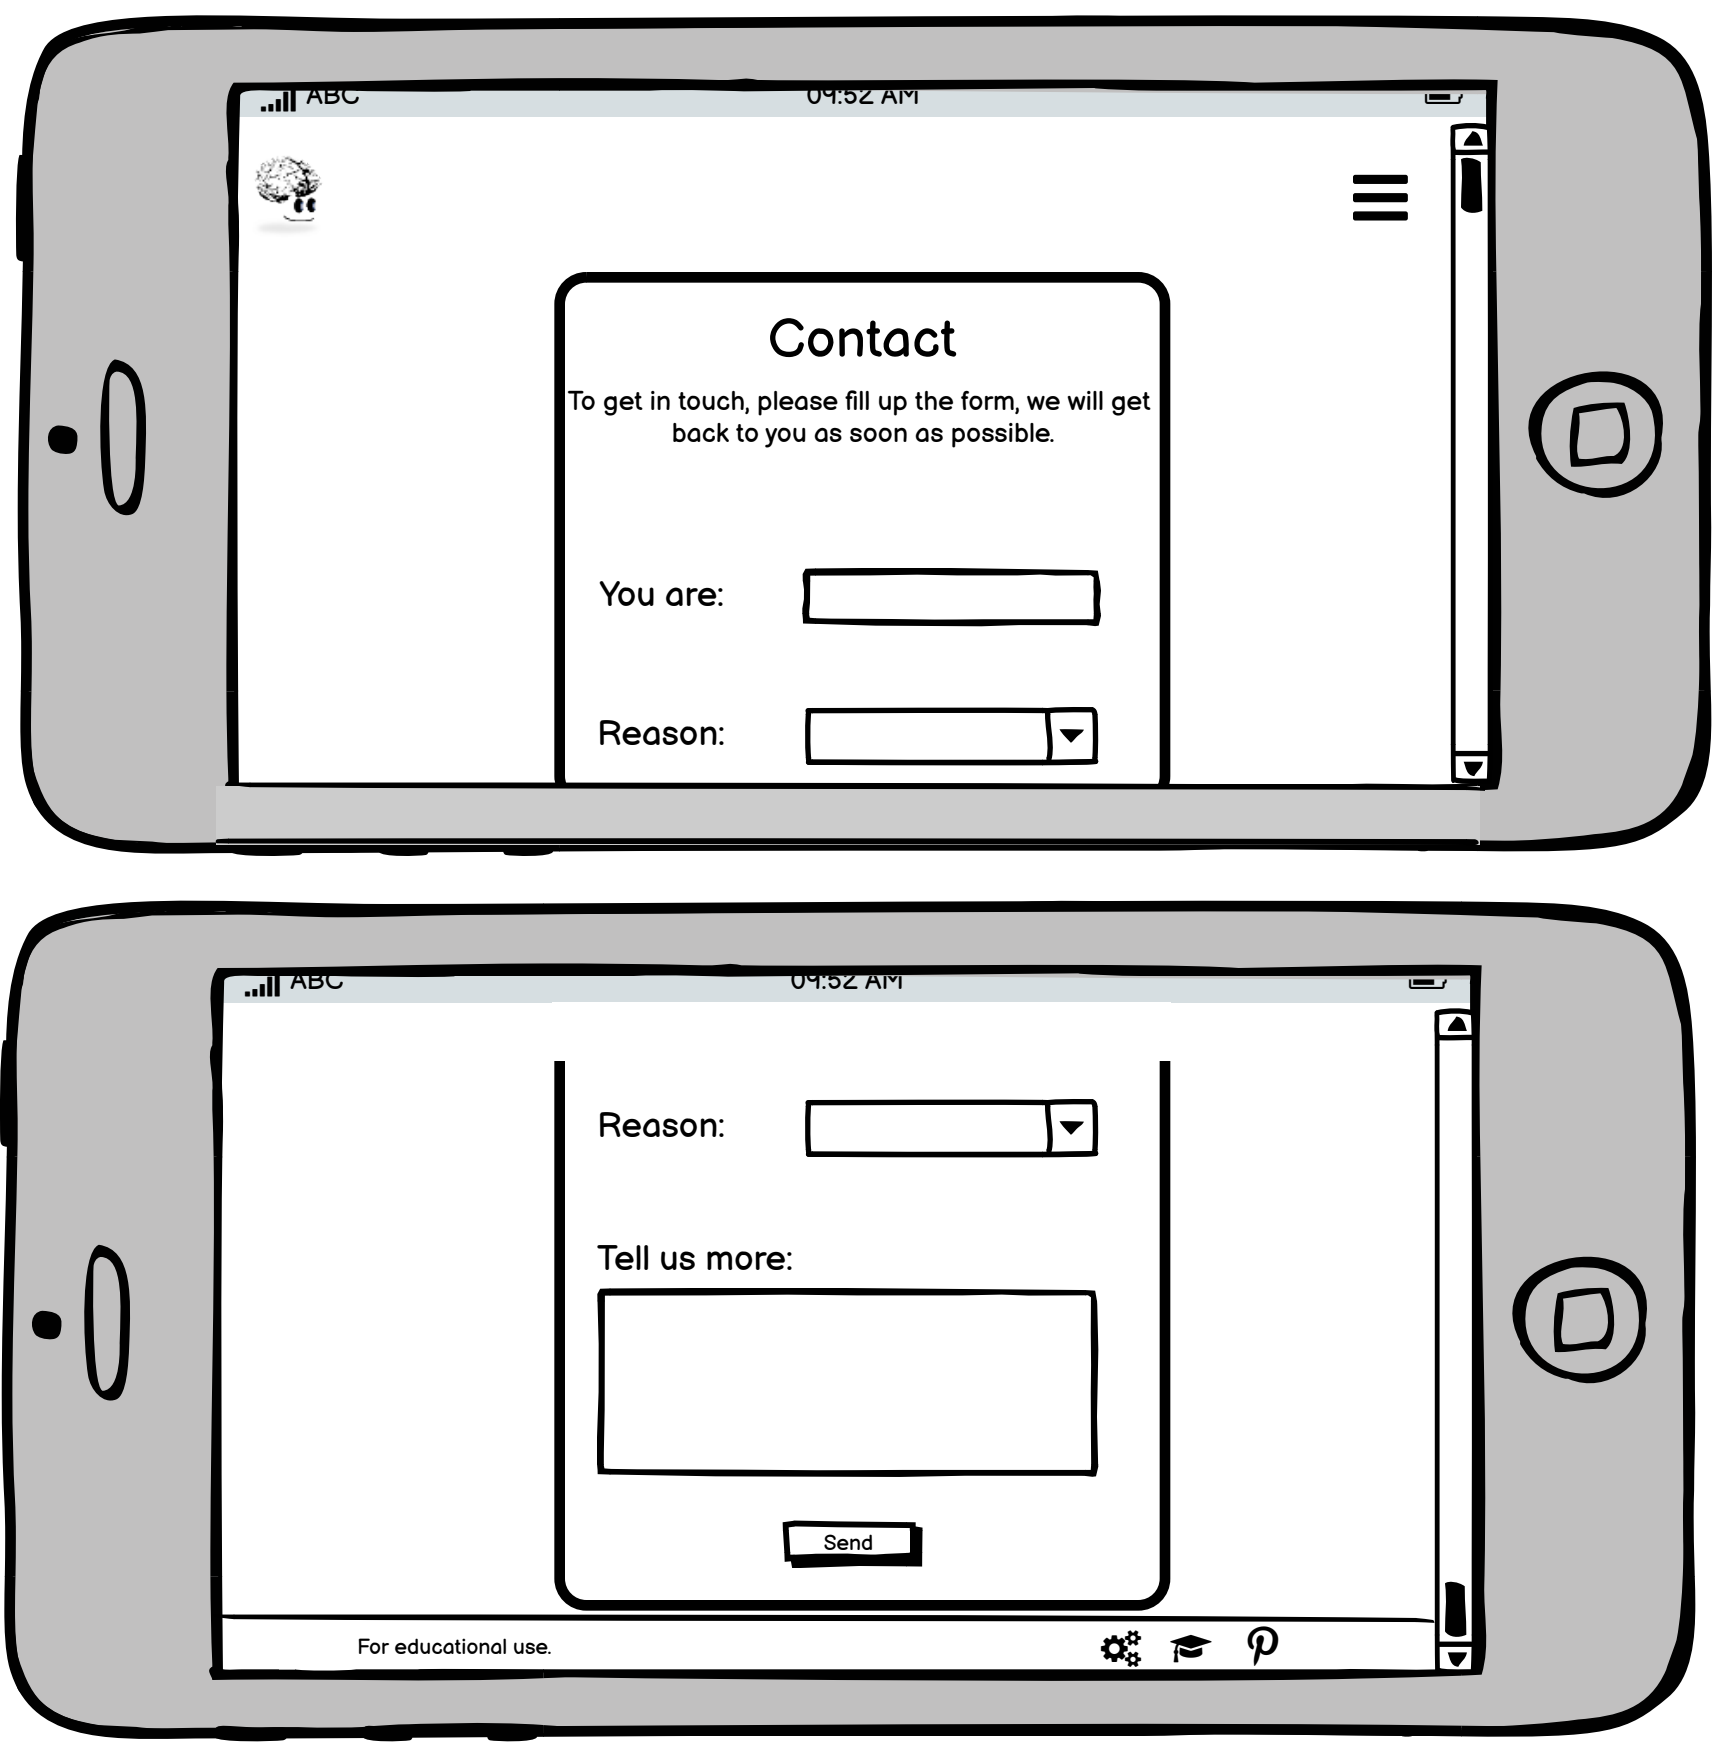 ABC 09:52 AM
Contact
To get in touch, please fill up the form, we will get
back to you as soon as possible.
You are:
Reason:
ABC 09:52 AM
Reason:
Tell us more:
Send
For educational use.